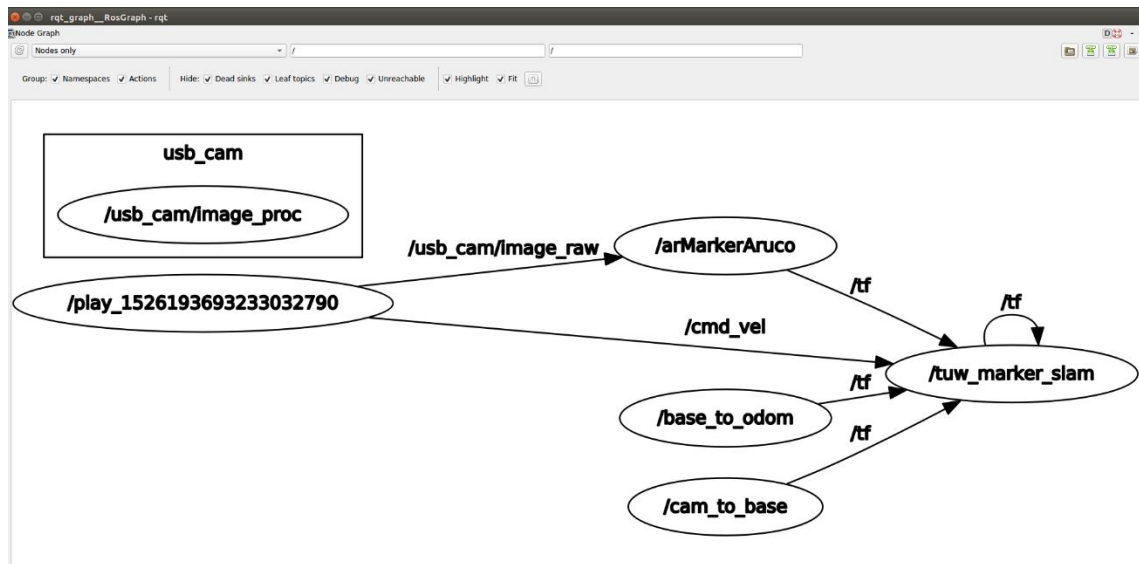 rqt_graph__RosGraph - rqt
Node Graph
D
-
Nodes only
/
/
Group: Namespaces Actions Hide: Dead sinks Leaf topics Debug Unreachable Highlight Fit
usb_cam
/usb_cam/image_proc
/usb_cam/image_raw
/arMarkerAruco
/play_1526193693233032790
/tf
/tf
/cmd_vel
/tuw_marker_slam
/tf
/base_to_odom
/tf
/cam_to_base